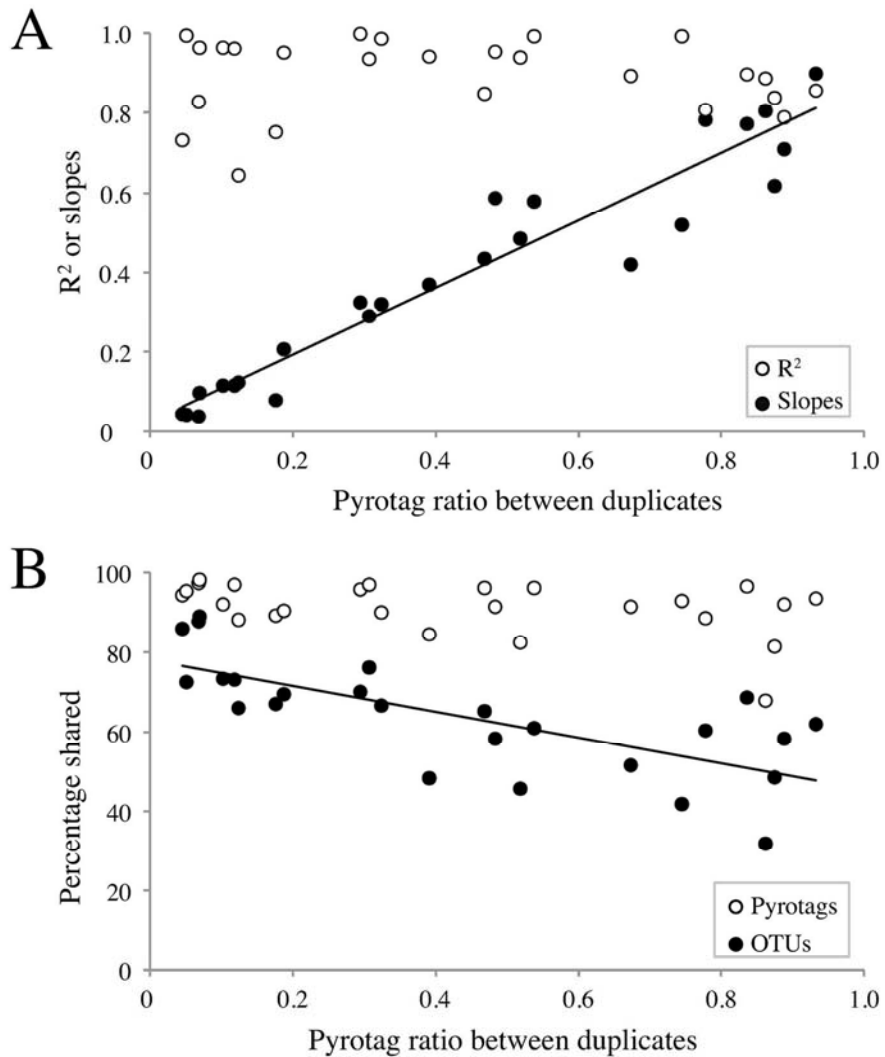 A
1.0
0.8
0.6
0.4
0.2
0
R² or slopes
R²
Slopes
0 0.2 0.4 0.6 0.8 1.0
Pyrotag ratio between duplicates
B
100
80
60
40
20
0
Percentage shared
Pyrotags
OTUs
0 0.2 0.4 0.6 0.8 1.0
Pyrotag ratio between duplicates